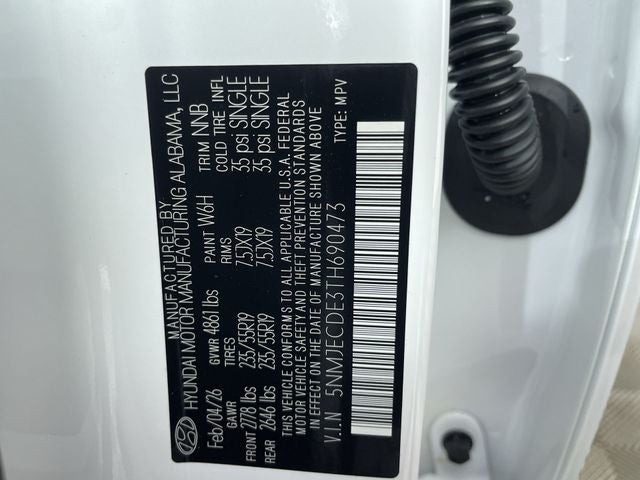 MANUFACTURED BY
HYUNDAI MOTOR MANUFACTURING ALABAMA, LLC
Feb/04/26 GVWR 4861 lbs PAINT W6H TRIM NNB
GAWR TIRES RIMS COLD TIRE INFL
FRONT 2778 lbs 235/55R19 7.5JX19 35 psi SINGLE
REAR 2646 lbs 235/55R19 7.5JX19 35 psi SINGLE
THIS VEHICLE CONFORMS TO ALL APPLICABLE U.S.A. FEDERAL
MOTOR VEHICLE SAFETY AND THEFT PREVENTION STANDARDS
IN EFFECT ON THE DATE OF MANUFACTURE SHOWN ABOVE
V.I.N 5NMJECDE3TH690473 TYPE: MPV